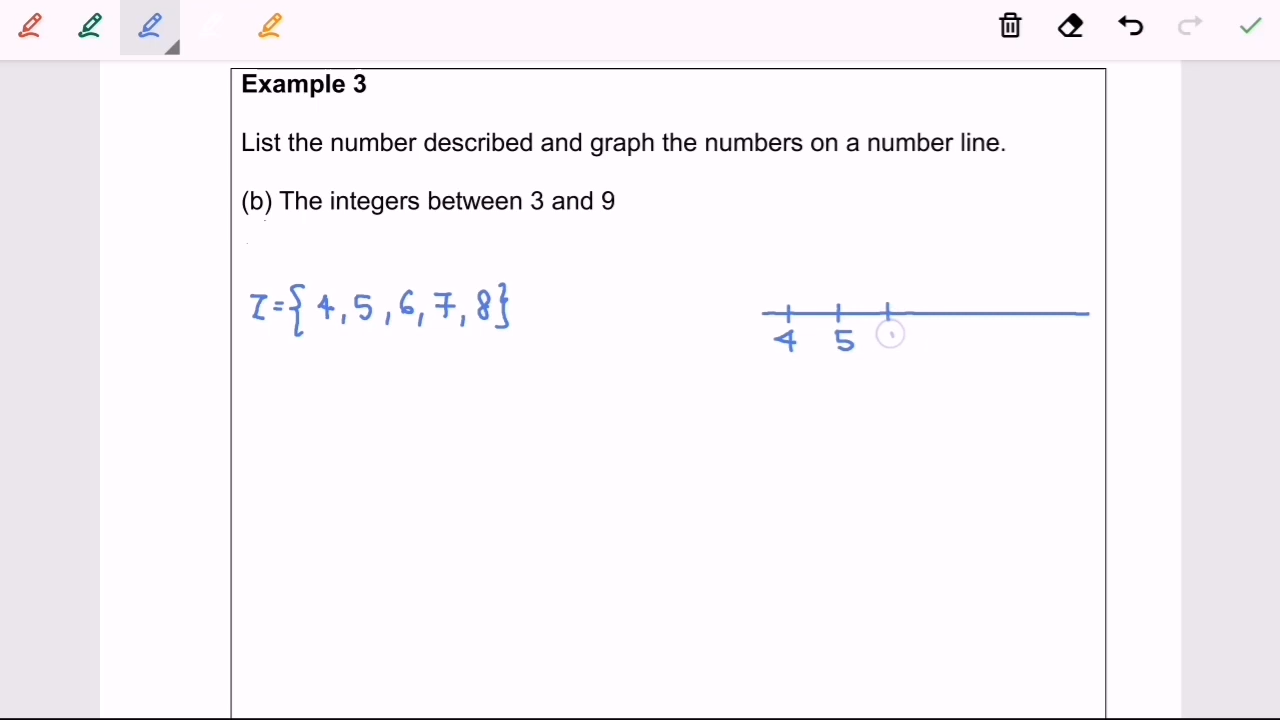 Example 3
List the number described and graph the numbers on a number line.
(b) The integers between 3 and 9
I = { 4, 5, 6, 7, 8}
4 5